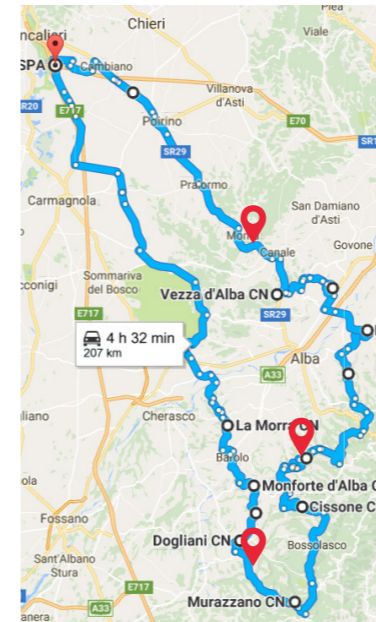 Chieri
Viale
SPA
Cambiano
Villanova
d'Asti
E717
SR20
Poirino
E70
SR29
Pralormo
Carmagnola
San Damiano
d'Asti
Canale
Govone
Sommariva
del Bosco
Vezza d'Alba CN
SR29
E717
4 h 32 min
207 km
Alba
A33
Cherasco
La Morra CN
Barolo
Monforte d'Alba C
Cissone C
Fossano
Dogliani CN
Bossolasco
Sant'Albano
Stura
E717
Murazzano CN
A33